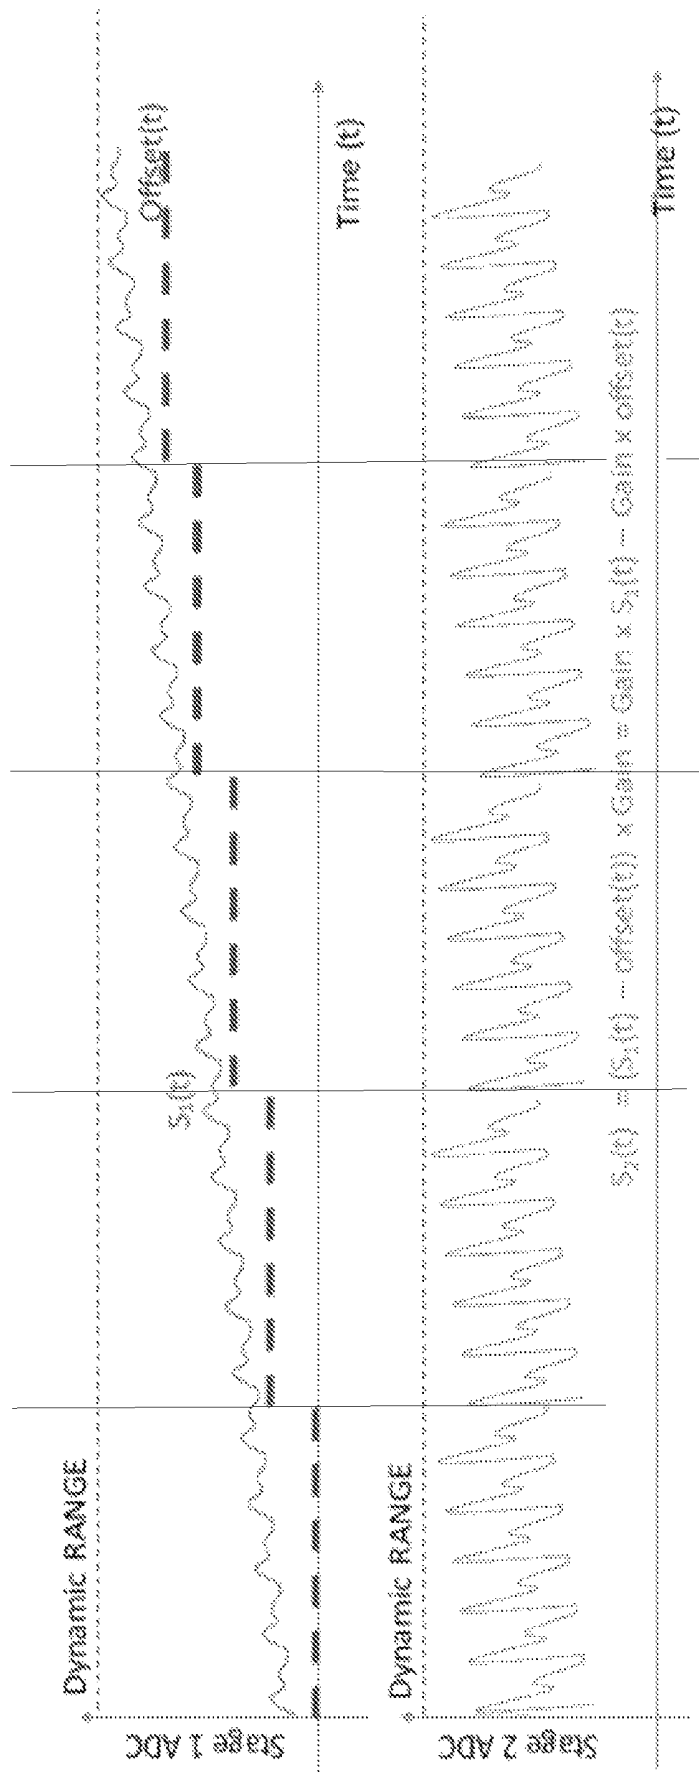 Dynamic RANGE
Stage 1 ADC
S₁(t)
Offset(t)
Time (t)
Dynamic RANGE
Stage 2 ADC
S₂(t) = (S₁(t) – offset(t)) x Gain = Gain x S₁(t) – Gain x offset(t)
Time (t)